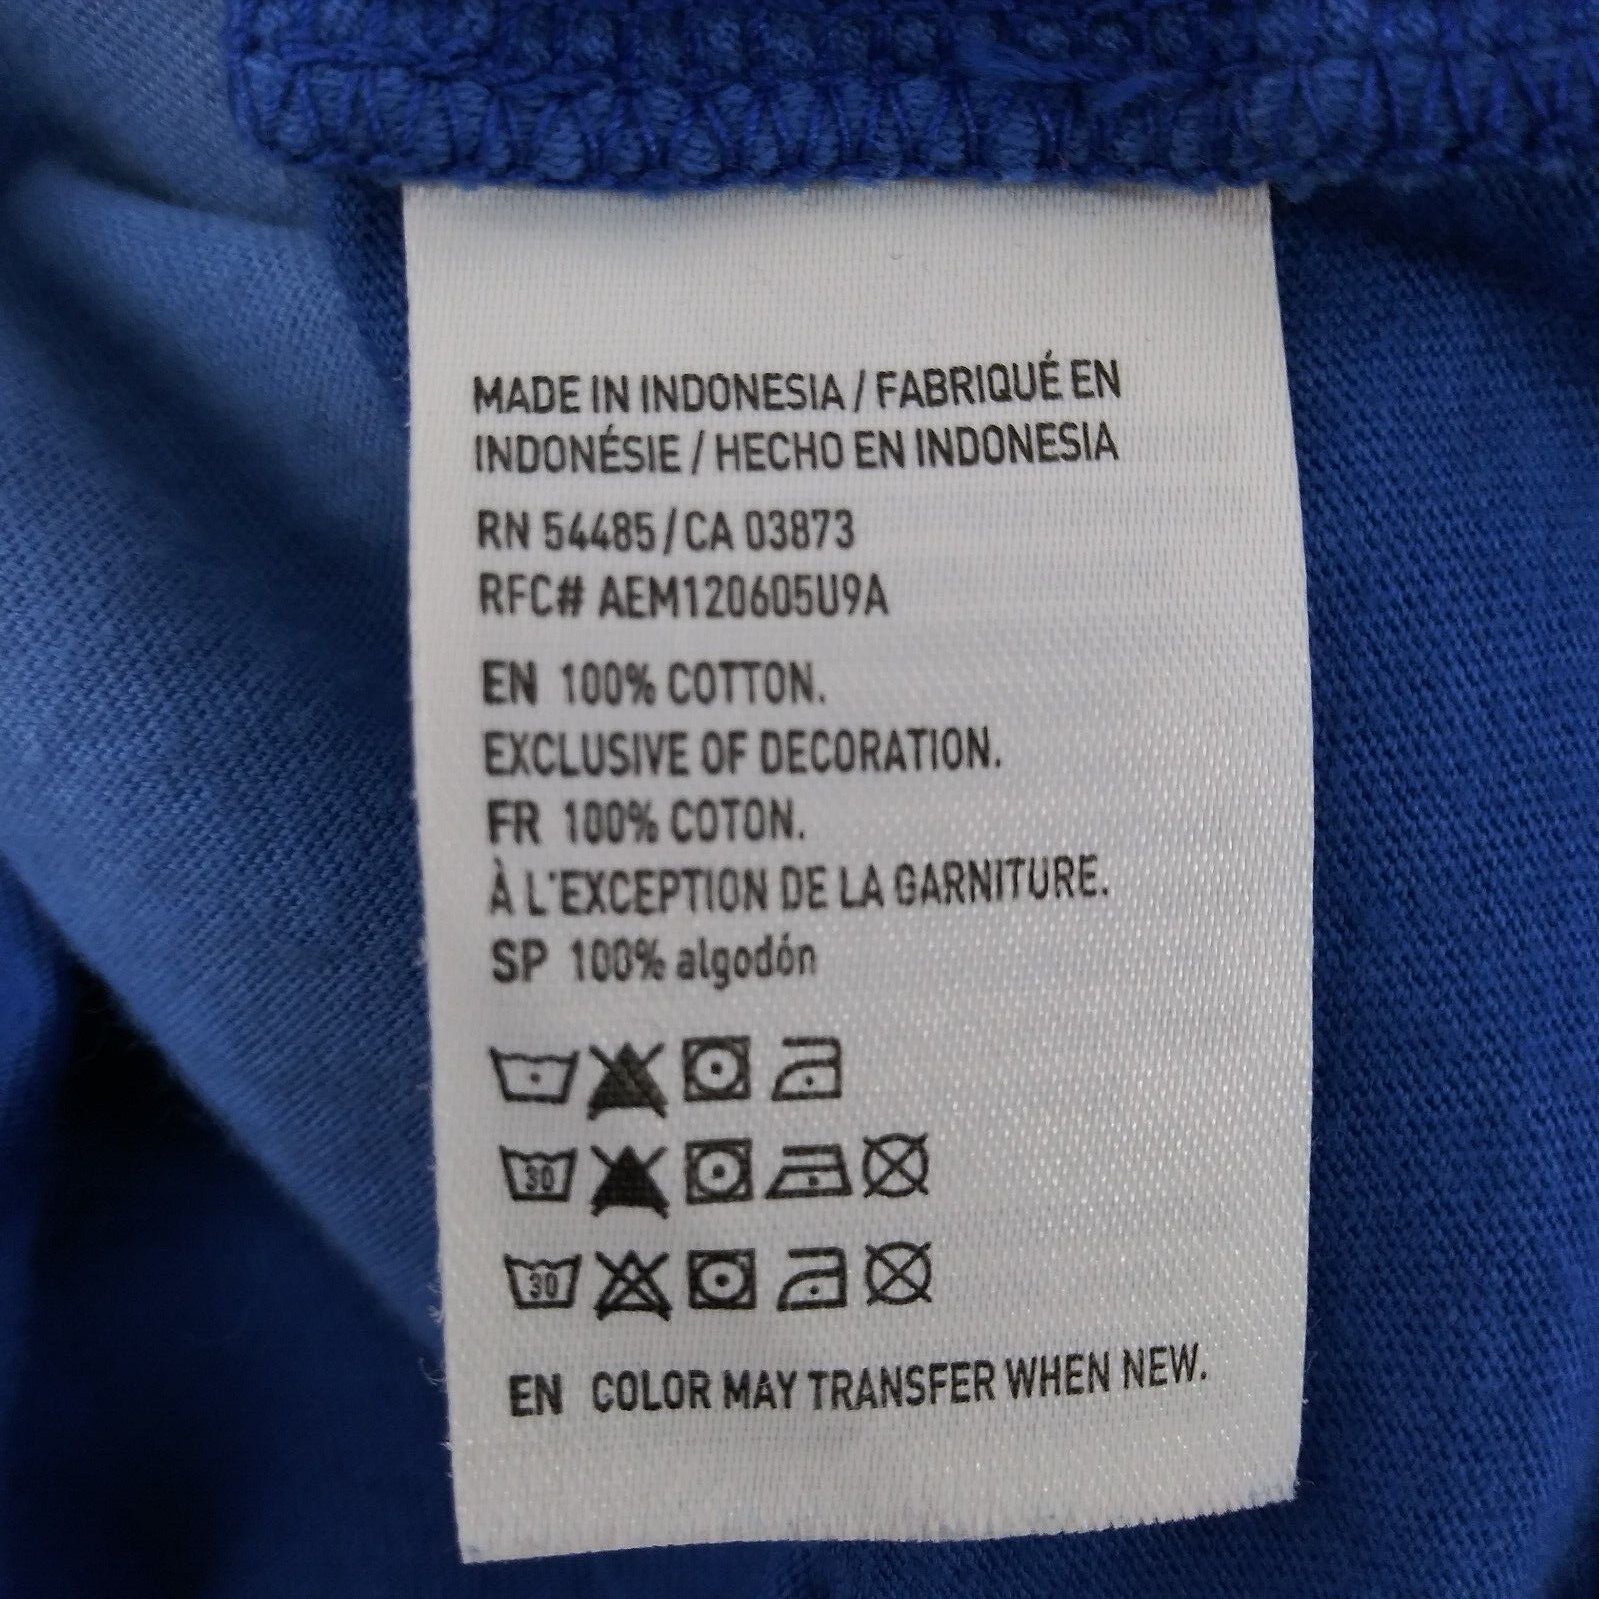 MADE IN INDONESIA / FABRIQUÉ EN
INDONÉSIE / HECHO EN INDONESIA
RN 54485 / CA 03873
RFC# AEM120605U9A
EN 100% COTTON.
EXCLUSIVE OF DECORATION.
FR 100% COTON.
À L'EXCEPTION DE LA GARNITURE.
SP 100% algodón
30
30
EN COLOR MAY TRANSFER WHEN NEW.